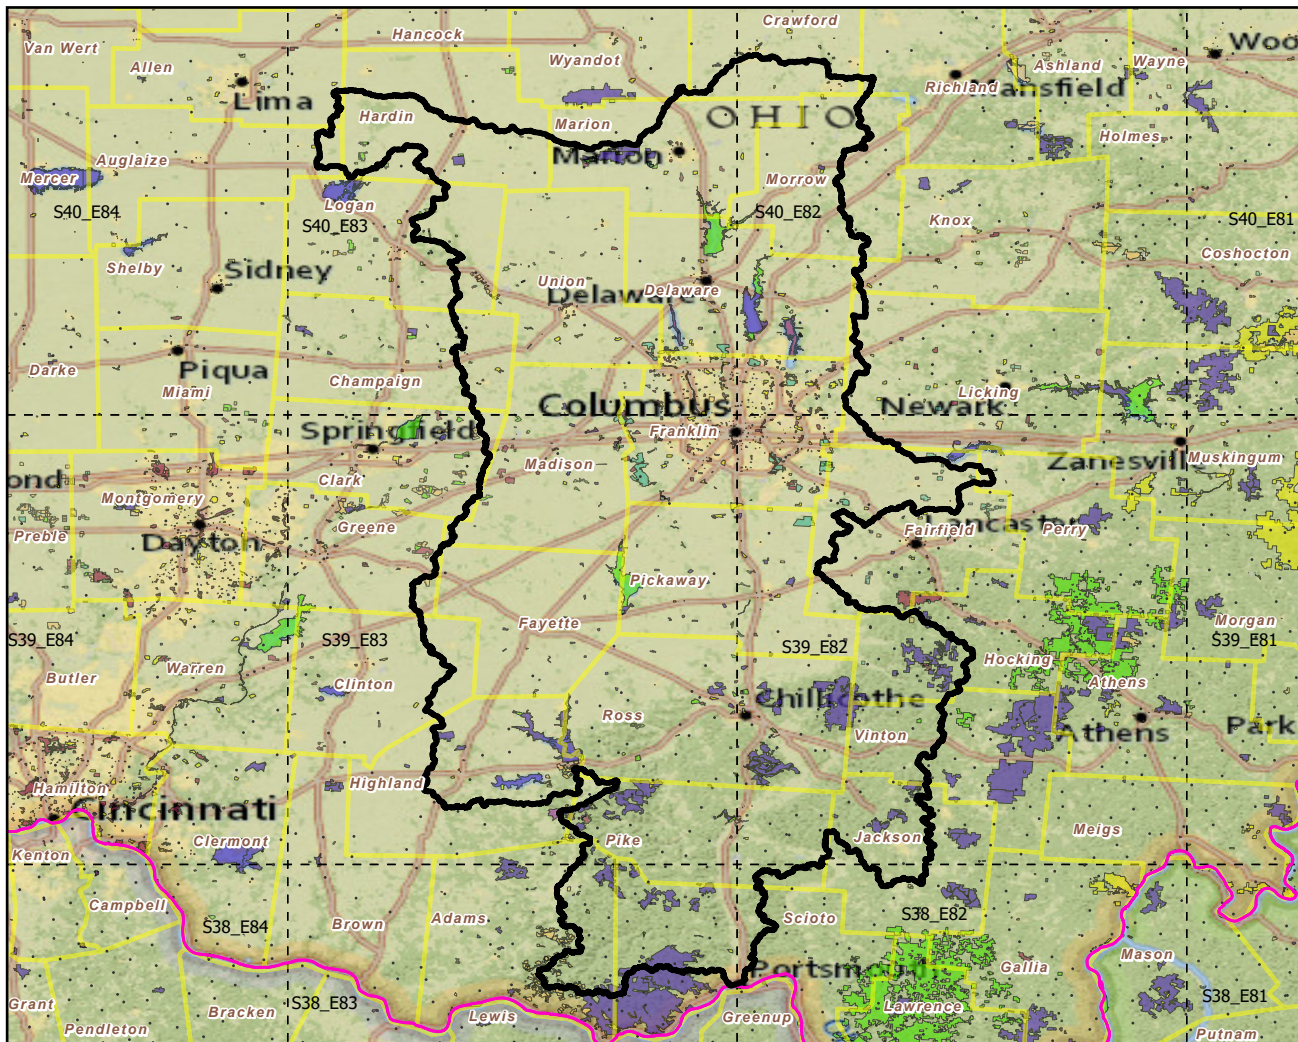 Crawford
Hancock
Van Wert
Woo
Wyandot
Ashland
Wayne
Allen
Richland
Mansfield
Lima
OHIO
Hardin
Marion
Holmes
Marion
Auglaize
Mercer
Morrow
Logan
S40_E84
S40_E83
S40_E82
Knox
S40_E81
Coshocton
Shelby
Sidney
Union
Delaware
Delaware
Darke
Piqua
Miami
Champaign
Licking
Columbus
Newark
Springfield
Franklin
Madison
Zanesville
Muskingum
Clark
ond
Montgomery
Greene
Preble
Dayton
Fairfield
ncaster
Perry
Pickaway
Fayette
Morgan
S39_E84
S39_E83
S39_E82
S39_E81
Hocking
Warren
Butler
Clinton
Athens
Chillicothe
Ross
Vinton
Athens
Park
Highland
Hamilton
Cincinnati
Clermont
Pike
Jackson
Meigs
Kenton
Campbell
Brown
Adams
Scioto
S38_E82
S38_E84
Mason
Gallia
Portsmouth
S38_E83
S38_E81
Grant
Bracken
Lewis
Greenup
Lawrence
Pendleton
Putnam